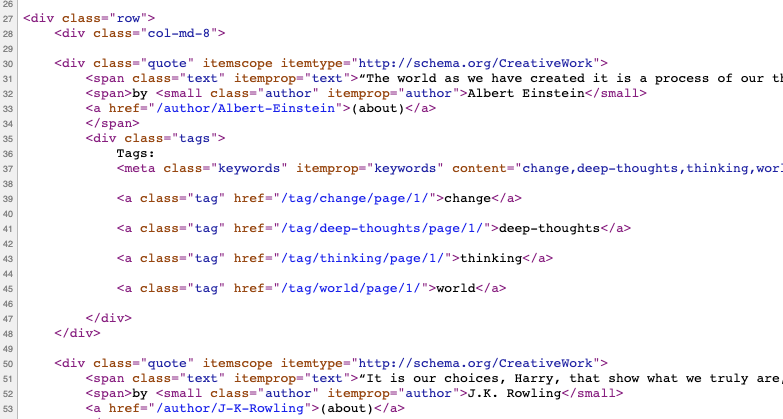 26
27 <div class="row">
28 <div class="col-md-8">
29
30 <div class="quote" itemscope itemtype="http://schema.org/CreativeWork">
31 <span class="text" itemprop="text">“The world as we have created it is a process of our
32 <span>by <small class="author" itemprop="author">Albert Einstein</small>
33 <a href="/author/Albert-Einstein">(about)</a>
34 </span>
35 <div class="tags">
36 Tags:
37 <meta class="keywords" itemprop="keywords" content="change,deep-thoughts,thinking,
38
39 <a class="tag" href="/tag/change/page/1/">change</a>
40
41 <a class="tag" href="/tag/deep-thoughts/page/1/">deep-thoughts</a>
42
43 <a class="tag" href="/tag/thinking/page/1/">thinking</a>
44
45 <a class="tag" href="/tag/world/page/1/">world</a>
46
47 </div>
48 </div>
49
50 <div class="quote" itemscope itemtype="http://schema.org/CreativeWork">
51 <span class="text" itemprop="text">“It is our choices, Harry, that show what we truly are,
52 <span>by <small class="author" itemprop="author">J.K. Rowling</small>
53 <a href="/author/J-K-Rowling">(about)</a>